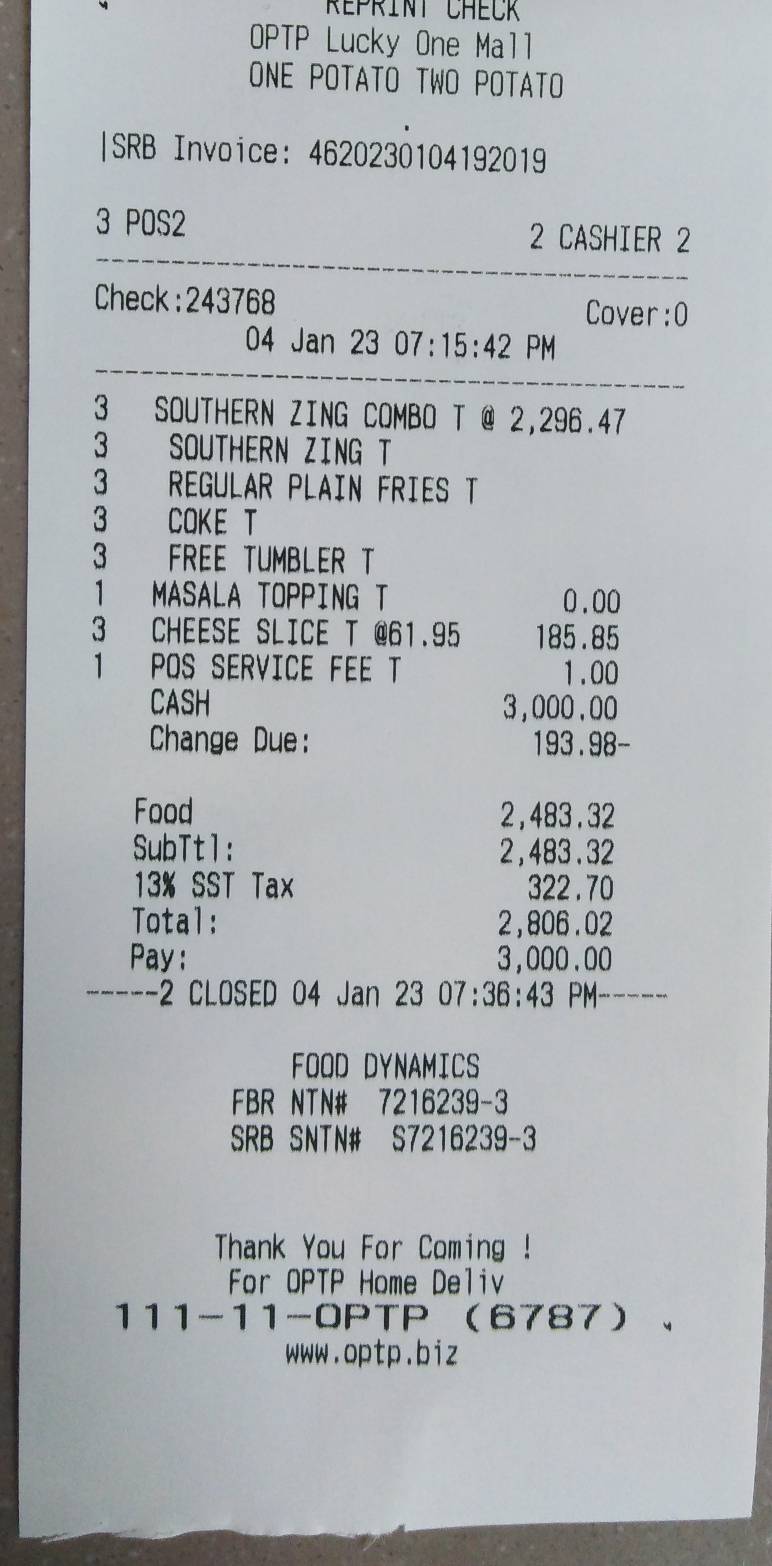 REPRINT CHECK
OPTP Lucky One Mall
ONE POTATO TWO POTATO
|SRB Invoice: 4620230104192019
3 POS2 2 CASHIER 2
--------------------------------------
Check:243768 Cover:0
04 Jan 23 07:15:42 PM
--------------------------------------
3 SOUTHERN ZING COMBO T @ 2,296.47
3 SOUTHERN ZING T
3 REGULAR PLAIN FRIES T
3 COKE T
3 FREE TUMBLER T
1 MASALA TOPPING T 0.00
3 CHEESE SLICE T @61.95 185.85
1 POS SERVICE FEE T 1.00
CASH 3,000.00
Change Due: 193.98-
Food 2,483.32
SubTtl: 2,483.32
13% SST Tax 322.70
Total: 2,806.02
Pay: 3,000.00
-----2 CLOSED 04 Jan 23 07:36:43 PM-----
FOOD DYNAMICS
FBR NTN# 7216239-3
SRB SNTN# S7216239-3
Thank You For Coming !
For OPTP Home Deliv
111-11-OPTP (6787)
www.optp.biz